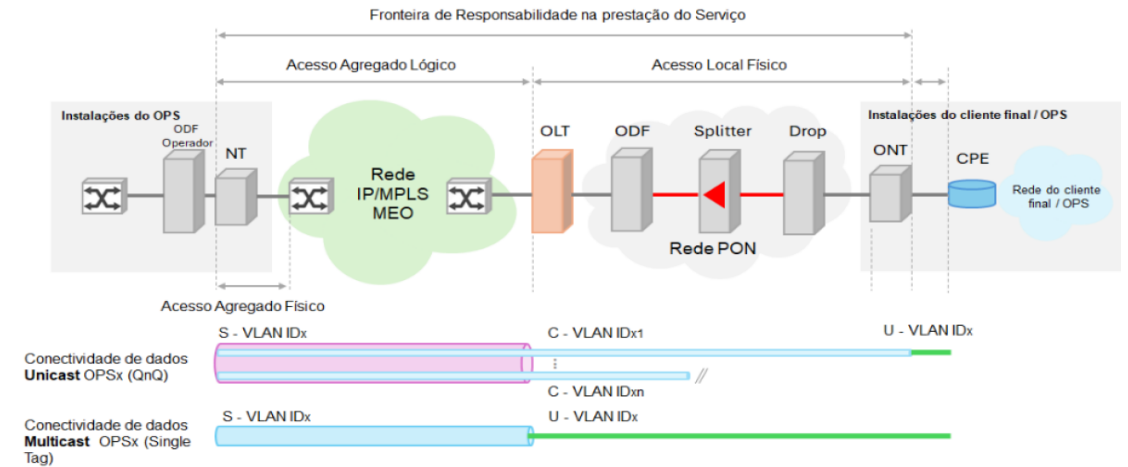 Fronteira de Responsabilidade na prestação do Serviço
Acesso Agregado Lógico
Acesso Local Físico
Instalações do OPS
Instalações do cliente final / OPS
ODF
Operador
NT
OLT
ODF
Splitter
Drop
ONT
CPE
Rede
IP/MPLS
MEO
Rede do cliente
final / OPS
Rede PON
Acesso Agregado Físico
S - VLAN IDx
C - VLAN IDx1
U - VLAN IDx
Conectividade de dados
Unicast OPSx (QnQ)
⋮
C - VLAN IDxn
//
S - VLAN IDx
U - VLAN IDx
Conectividade de dados
Multicast OPSx (Single
Tag)